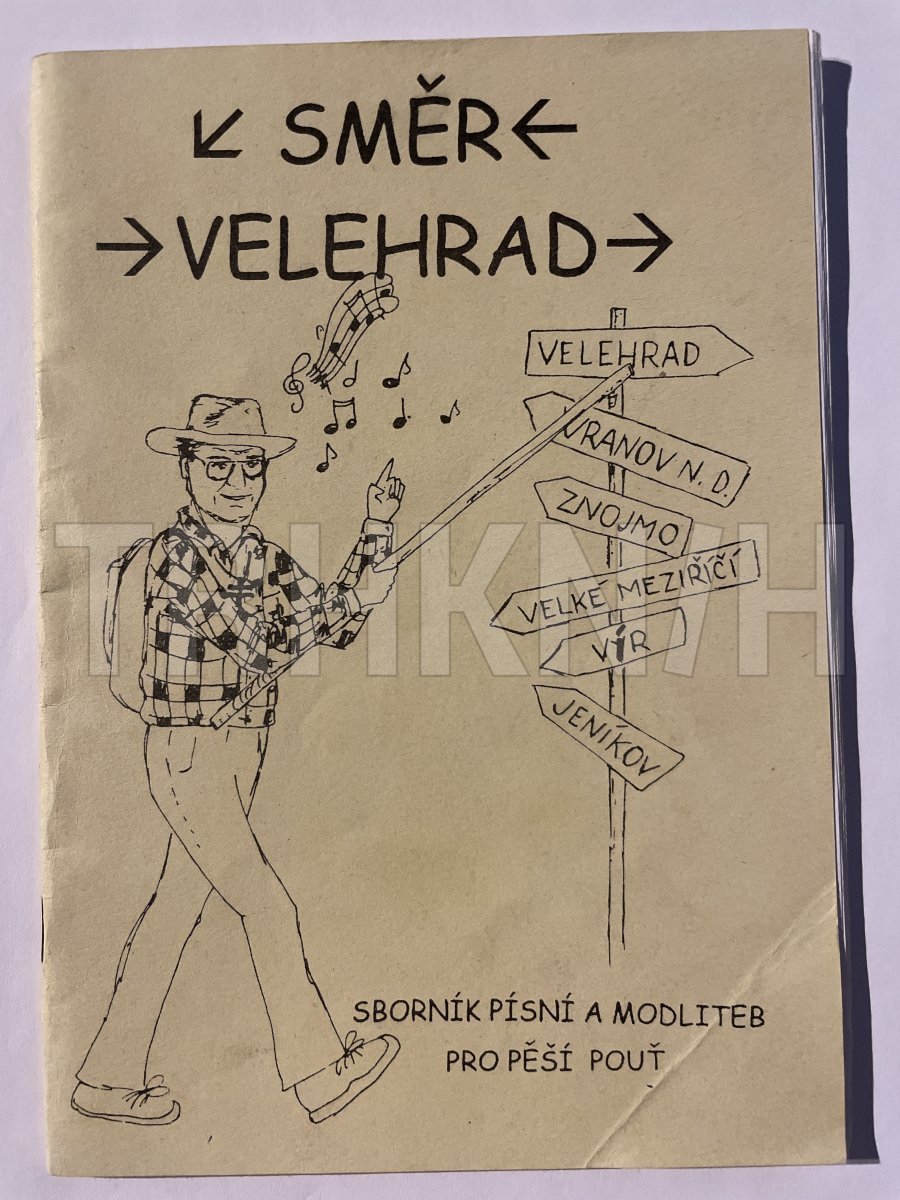 ↙ SMĚR ←
→ VELEHRAD →
VELEHRAD
VRANOV N. D.
ZNOJMO
VELKÉ MEZIŘÍČÍ
VÍR
JENÍKOV
SBORNÍK PÍSNÍ A MODLITEB
PRO PĚŠÍ POUŤ